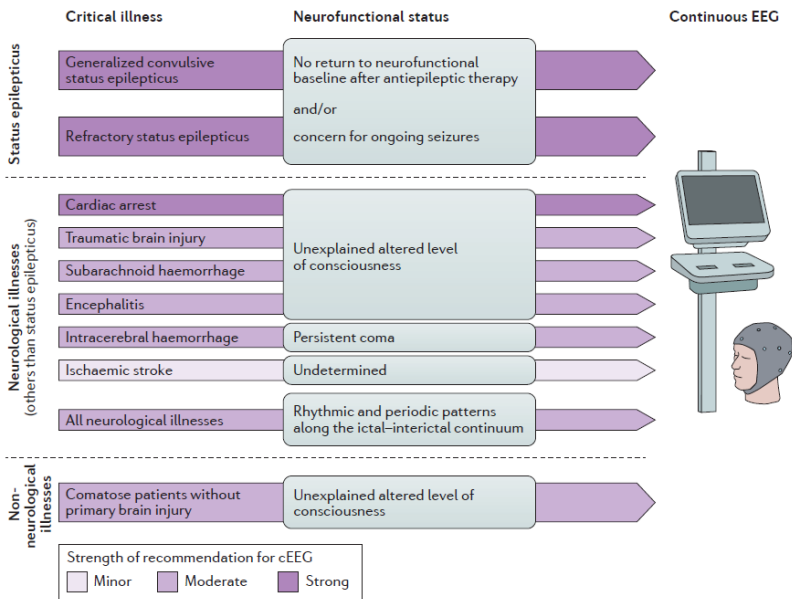 Critical illness
Neurofunctional status
Continuous EEG
Status epilepticus
Generalized convulsive
status epilepticus
No return to neurofunctional
baseline after antiepileptic therapy
and/or
Refractory status epilepticus
concern for ongoing seizures
Neurological illnesses
(others than status epilepticus)
Cardiac arrest
Traumatic brain injury
Subarachnoid haemorrhage
Encephalitis
Unexplained altered level
of consciousness
Intracerebral haemorrhage
Persistent coma
Ischaemic stroke
Undetermined
All neurological illnesses
Rhythmic and periodic patterns
along the ictal–interictal continuum
Non-
neurological
illnesses
Comatose patients without
primary brain injury
Unexplained altered level of
consciousness
Strength of recommendation for cEEG
Minor
Moderate
Strong